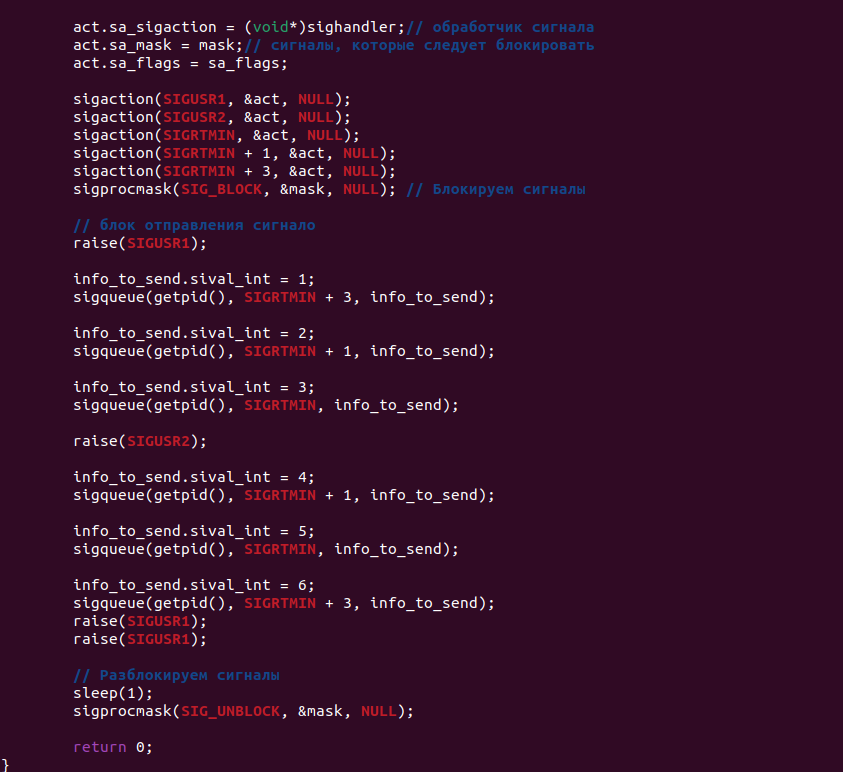 act.sa_sigaction = (void*)sighandler;// обработчик сигнала
act.sa_mask = mask;// сигналы, которые следует блокировать
act.sa_flags = sa_flags;
sigaction(SIGUSR1, &act, NULL);
sigaction(SIGUSR2, &act, NULL);
sigaction(SIGRTMIN, &act, NULL);
sigaction(SIGRTMIN + 1, &act, NULL);
sigaction(SIGRTMIN + 3, &act, NULL);
sigprocmask(SIG_BLOCK, &mask, NULL); // Блокируем сигналы
// блок отправления сигнало
raise(SIGUSR1);
info_to_send.sival_int = 1;
sigqueue(getpid(), SIGRTMIN + 3, info_to_send);
info_to_send.sival_int = 2;
sigqueue(getpid(), SIGRTMIN + 1, info_to_send);
info_to_send.sival_int = 3;
sigqueue(getpid(), SIGRTMIN, info_to_send);
raise(SIGUSR2);
info_to_send.sival_int = 4;
sigqueue(getpid(), SIGRTMIN + 1, info_to_send);
info_to_send.sival_int = 5;
sigqueue(getpid(), SIGRTMIN, info_to_send);
info_to_send.sival_int = 6;
sigqueue(getpid(), SIGRTMIN + 3, info_to_send);
raise(SIGUSR1);
raise(SIGUSR1);
// Разблокируем сигналы
sleep(1);
sigprocmask(SIG_UNBLOCK, &mask, NULL);
return 0;
}